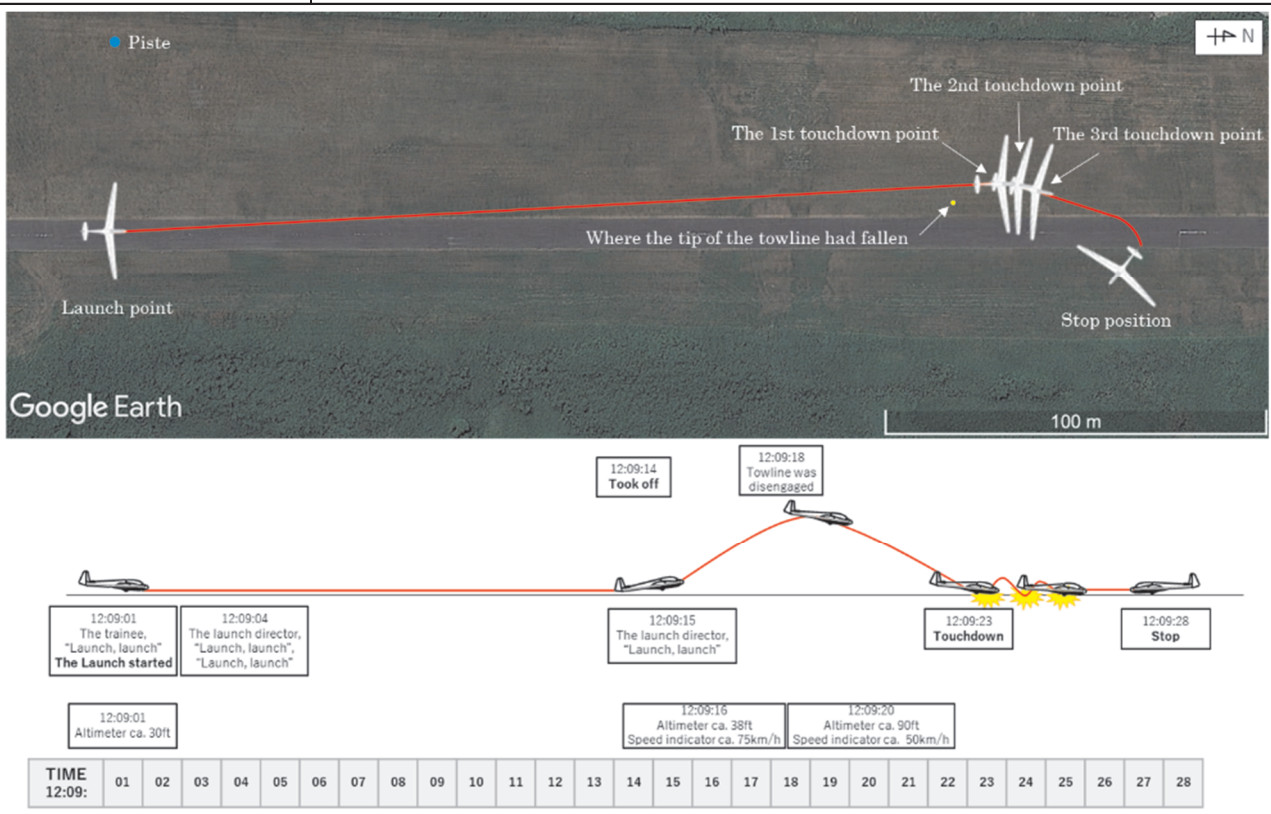 Piste
N
The 2nd touchdown point
The 1st touchdown point
The 3rd touchdown point
Where the tip of the towline had fallen
Launch point
Stop position
Google Earth
100 m
12:09:18
Towline was
disengaged
12:09:14
Took off
12:09:01
The trainee,
"Launch, launch"
The Launch started
12:09:04
The launch director,
"Launch, launch",
"Launch, launch"
12:09:15
The launch director,
"Launch, launch"
12:09:23
Touchdown
12:09:28
Stop
12:09:01
Altimeter ca. 30ft
12:09:16
Altimeter ca. 38ft
Speed indicator ca. 75km/h
12:09:20
Altimeter ca. 90ft
Speed indicator ca. 50km/h
TIME
12:09:
01 02 03 04 05 06 07 08 09 10 11 12 13 14 15 16 17 18 19 20 21 22 23 24 25 26 27 28